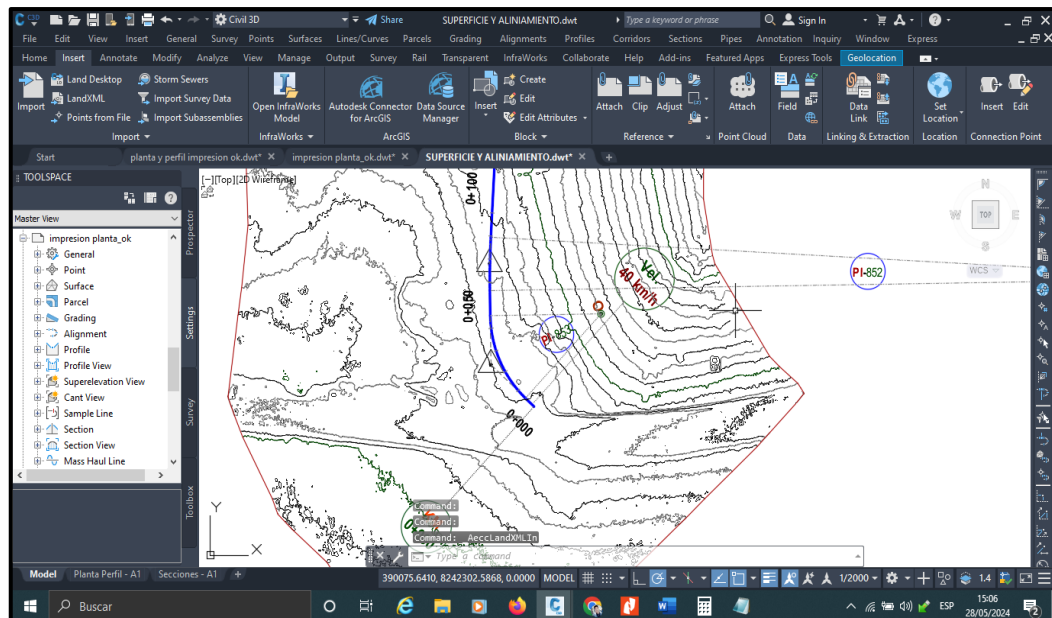 C3D Civil 3D Share SUPERFICIE Y ALINIAMIENTO.dwt Type a keyword or phrase Sign In
File Edit View Insert General Survey Points Surfaces Lines/Curves Parcels Grading Alignments Profiles Corridors Sections Pipes Annotation Inquiry Window Express
Home Insert Annotate Modify Analyze View Manage Output Survey Rail Transparent InfraWorks Collaborate Help Add-ins Featured Apps Express Tools Geolocation
Import
Land Desktop
LandXML
Points from File
Storm Sewers
Import Survey Data
Import Subassemblies
Open InfraWorks
Model
Autodesk Connector
for ArcGIS
Data Source
Manager
Insert
Create
Edit
Edit Attributes
Attach Clip Adjust
Attach
Field
Data
Link
Set
Location
Insert Edit
Import InfraWorks ArcGIS Block Reference Point Cloud Data Linking & Extraction Location Connection Point
Start planta y perfil impresion ok.dwt* impresion planta_ok.dwt* SUPERFICIE Y ALINIAMIENTO.dwt*
TOOLSPACE
Master View
impresion planta_ok
General
Point
Surface
Parcel
Grading
Alignment
Profile
Profile View
Superelevation View
Cant View
Sample Line
Section
Section View
Mass Haul Line
Prospector
Settings
Survey
Toolbox
[−][Top][2D Wireframe]
0+100
0+050
0+000
Vel
40 km/h
PI-853
PI-852
N
W TOP E
S
WCS
Y
X
Command:
Command:
Command: _AeccLandXMLIn
Type a command
Model Planta Perfil - A1 Secciones - A1 +
390075.6410, 8242302.5868, 0.0000 MODEL 1/2000 1.4
Buscar
ESP
15:06
28/05/2024
2